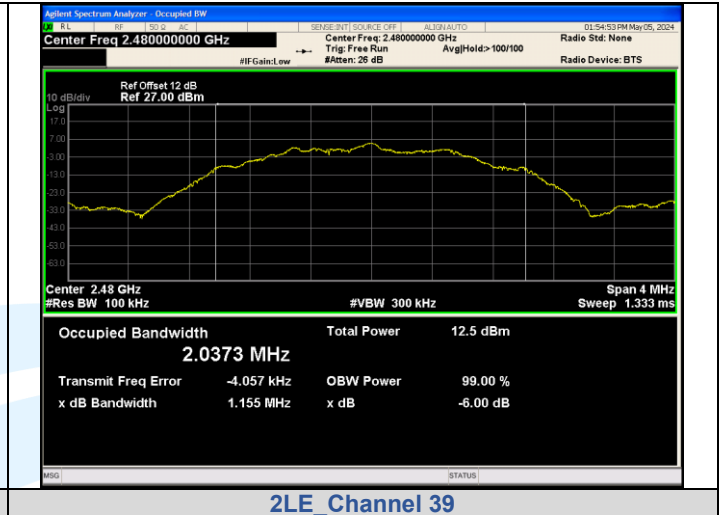 Agilent Spectrum Analyzer - Occupied BW
RL RF 50 Ω AC SENSE:INT SOURCE OFF ALIGN AUTO 01:54:53 PM May 05, 2024
Center Freq 2.480000000 GHz Center Freq: 2.480000000 GHz Radio Std: None
Trig: Free Run Avg|Hold:> 100/100
#IFGain:Low #Atten: 26 dB Radio Device: BTS
Ref Offset 12 dB
10 dB/div Ref 27.00 dBm
Log
17.0
7.00
-3.00
-13.0
-23.0
-33.0
-43.0
-53.0
-63.0
Center 2.48 GHz Span 4 MHz
#Res BW 100 kHz #VBW 300 kHz Sweep 1.333 ms
Occupied Bandwidth Total Power 12.5 dBm
2.0373 MHz
Transmit Freq Error -4.057 kHz OBW Power 99.00 %
x dB Bandwidth 1.155 MHz x dB -6.00 dB
MSG STATUS
2LE_Channel 39